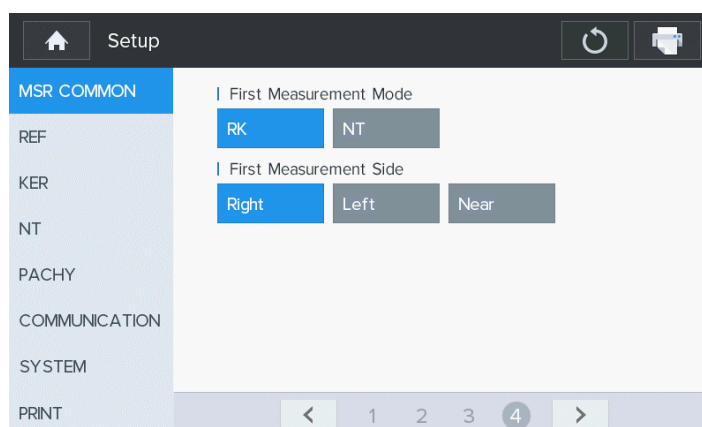 Setup
MSR COMMON
REF
KER
NT
PACHY
COMMUNICATION
SYSTEM
PRINT
First Measurement Mode
RK NT
First Measurement Side
Right Left Near
< 1 2 3 4 >